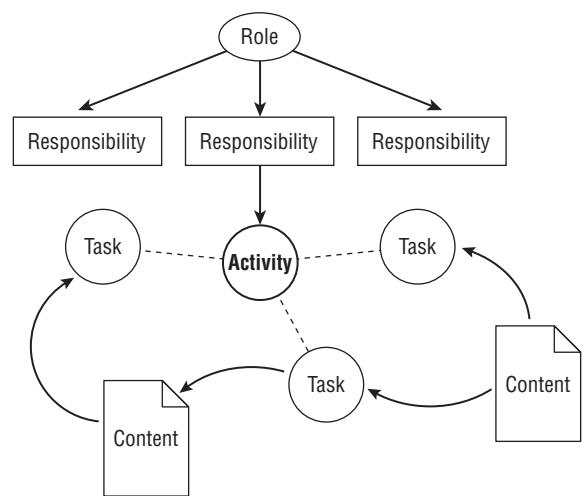 Role
Responsibility
Responsibility
Responsibility
Task
Activity
Task
Task
Content
Content